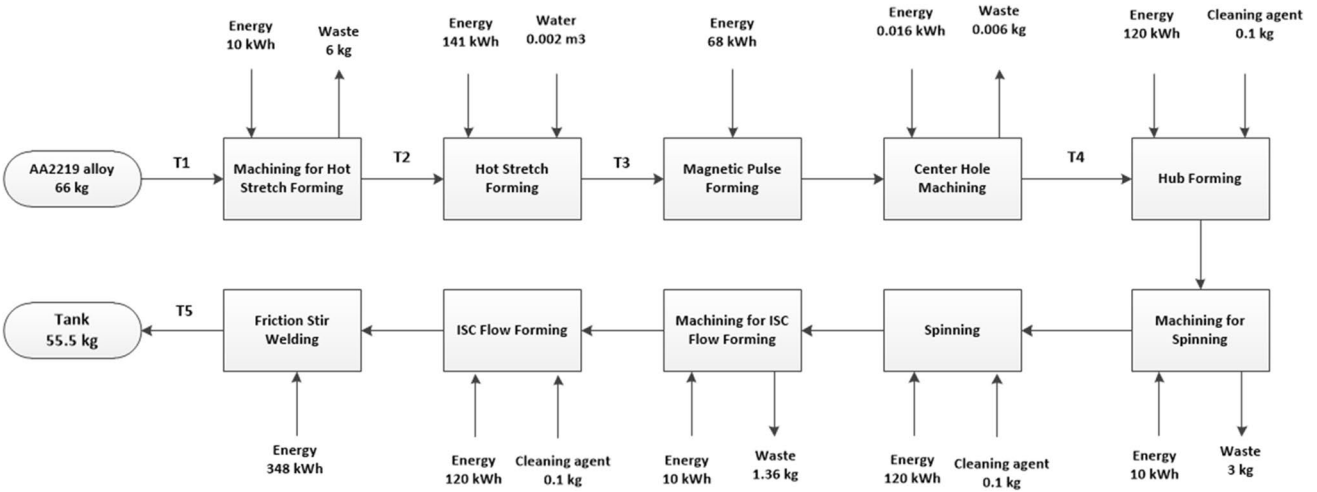 Energy
10 kWh
Waste
6 kg
Energy
141 kWh
Water
0.002 m3
Energy
68 kWh
Energy
0.016 kWh
Waste
0.006 kg
Energy
120 kWh
Cleaning agent
0.1 kg
AA2219 alloy
66 kg
T1
Machining for Hot
Stretch Forming
T2
Hot Stretch
Forming
T3
Magnetic Pulse
Forming
Center Hole
Machining
T4
Hub Forming
Tank
55.5 kg
T5
Friction Stir
Welding
ISC Flow Forming
Machining for ISC
Flow Forming
Spinning
Machining for
Spinning
Energy
348 kWh
Energy
120 kWh
Cleaning agent
0.1 kg
Energy
10 kWh
Waste
1.36 kg
Energy
120 kWh
Cleaning agent
0.1 kg
Energy
10 kWh
Waste
3 kg